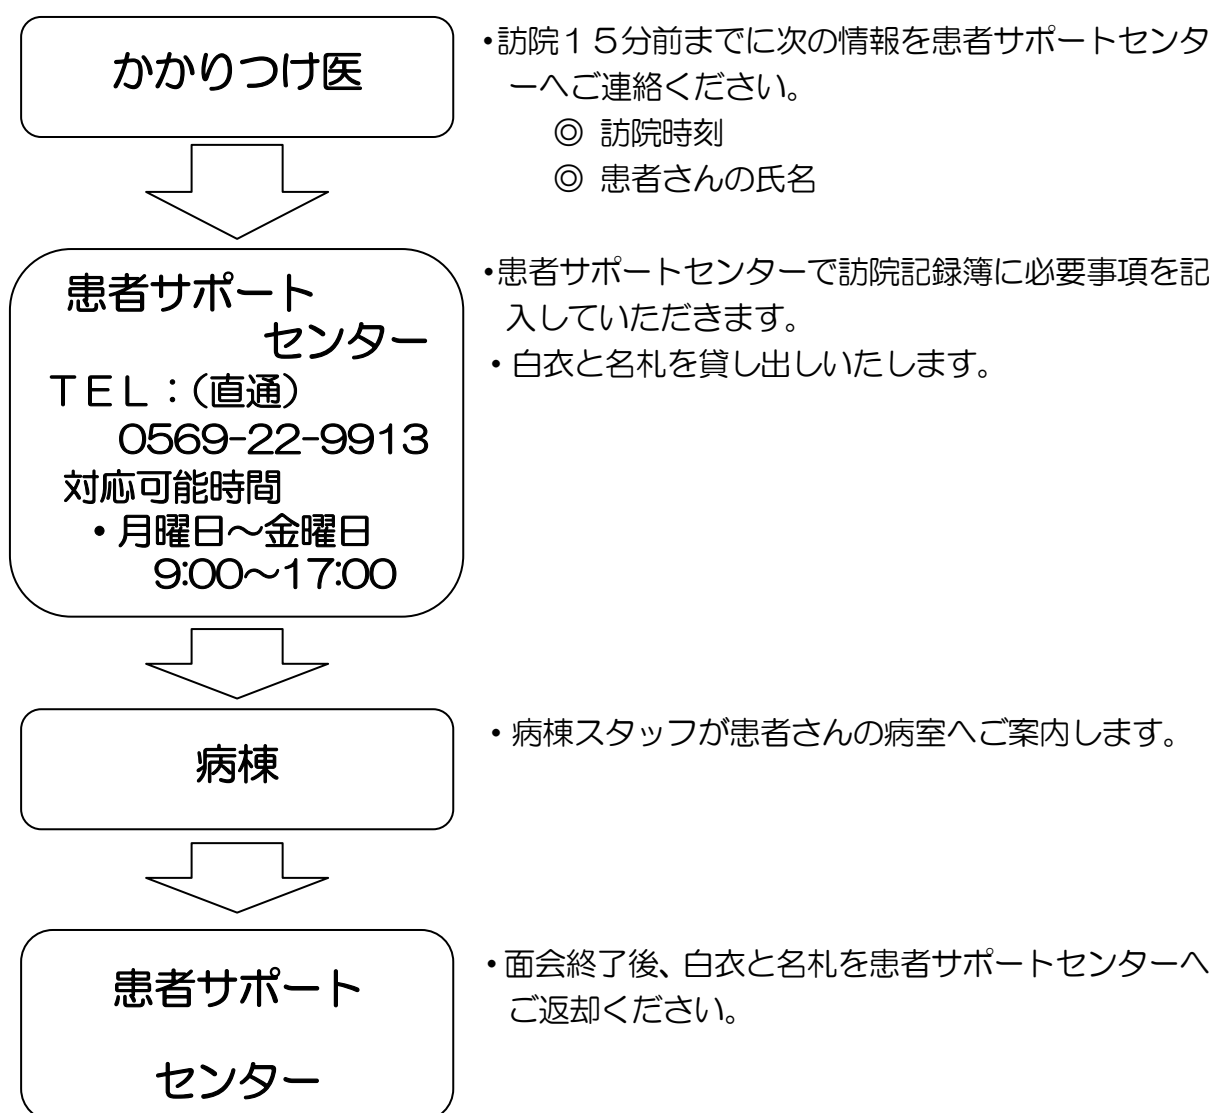 かかりつけ医
・訪院15分前までに次の情報を患者サポートセンタ
ーへご連絡ください。
◎ 訪院時刻
◎ 患者さんの氏名
患者サポート
センター
TEL:(直通)
0569-22-9913
対応可能時間
・月曜日~金曜日
9:00~17:00
・患者サポートセンターで訪院記録簿に必要事項を記
入していただきます。
・白衣と名札を貸し出しいたします。
病棟
・病棟スタッフが患者さんの病室へご案内します。
患者サポート
センター
・面会終了後、白衣と名札を患者サポートセンターへ
ご返却ください。